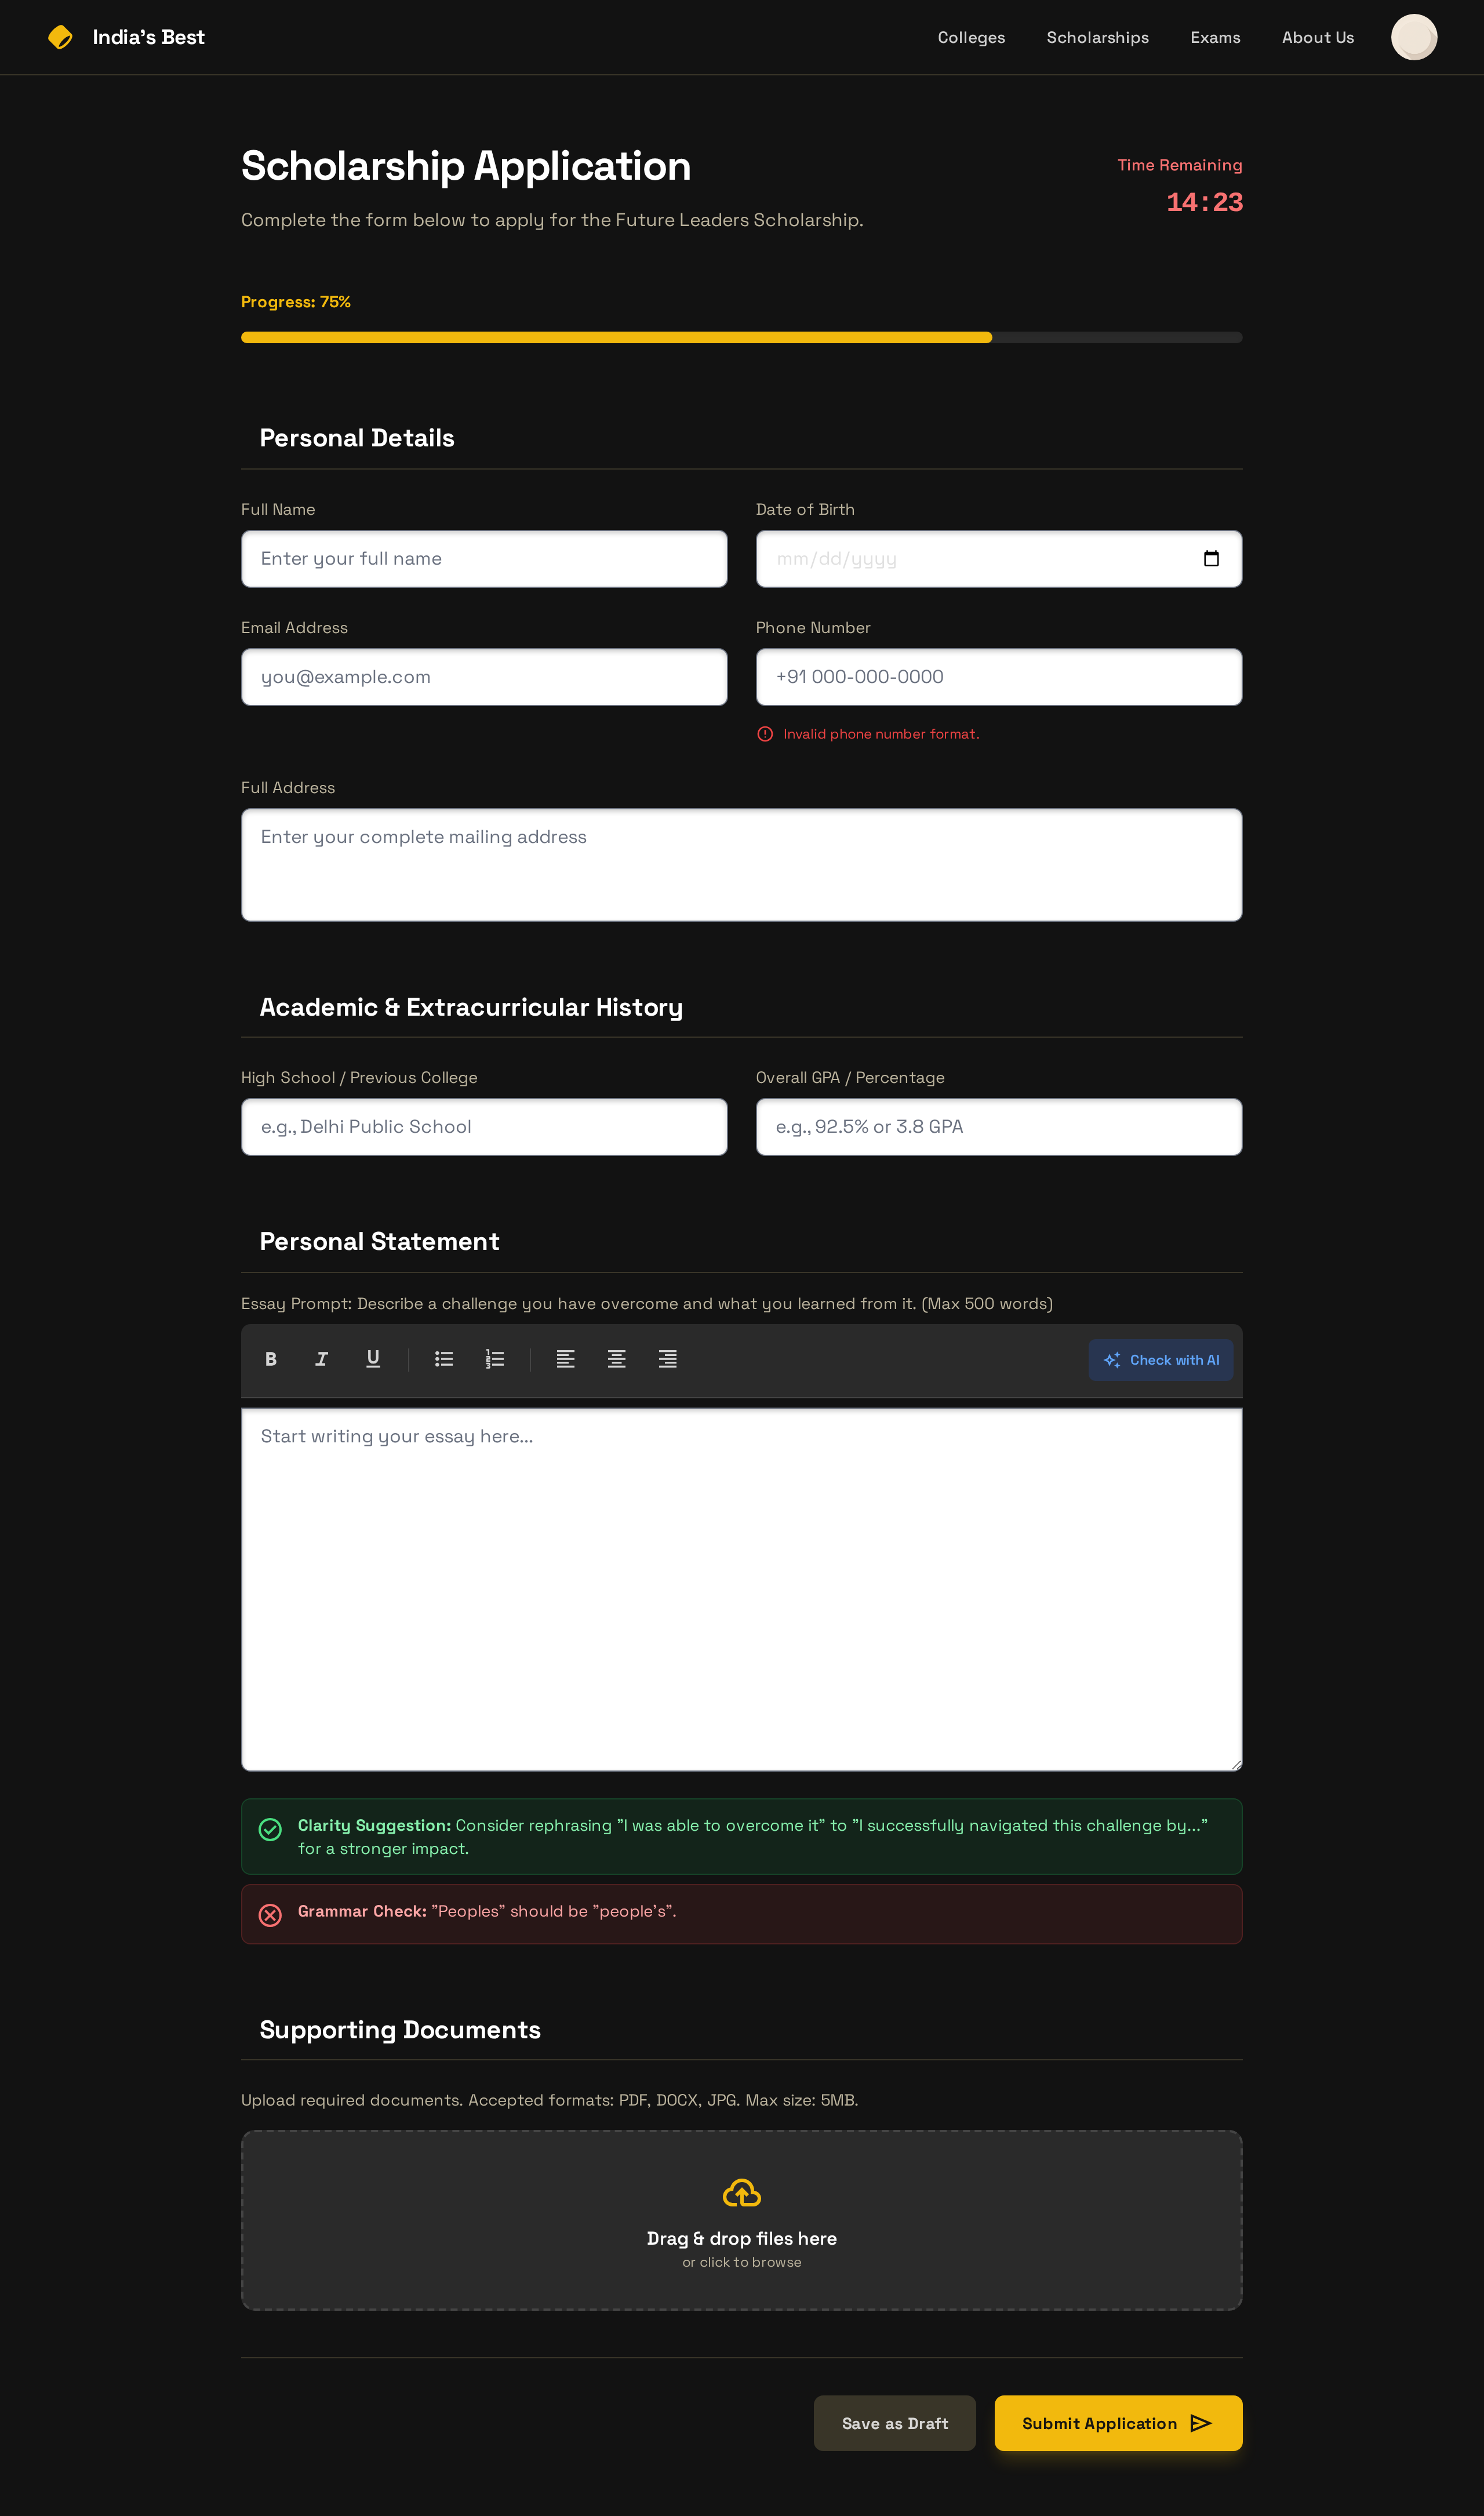 India's Best
Colleges
Scholarships
Exams
About Us
Scholarship Application
Complete the form below to apply for the Future Leaders Scholarship.
Time Remaining
14:23
Progress: 75%
Personal Details
Full Name
Enter your full name
Date of Birth
mm/dd/yyyy
Email Address
you@example.com
Phone Number
+91 000-000-0000
Invalid phone number format.
Full Address
Enter your complete mailing address
Academic & Extracurricular History
High School / Previous College
e.g., Delhi Public School
Overall GPA / Percentage
e.g., 92.5% or 3.8 GPA
Personal Statement
Essay Prompt: Describe a challenge you have overcome and what you learned from it. (Max 500 words)
Check with AI
Start writing your essay here...
Clarity Suggestion: Consider rephrasing "I was able to overcome it" to "I successfully navigated this challenge by..."
for a stronger impact.
Grammar Check: "Peoples" should be "people's".
Supporting Documents
Upload required documents. Accepted formats: PDF, DOCX, JPG. Max size: 5MB.
Drag & drop files here
or click to browse
Save as Draft
Submit Application